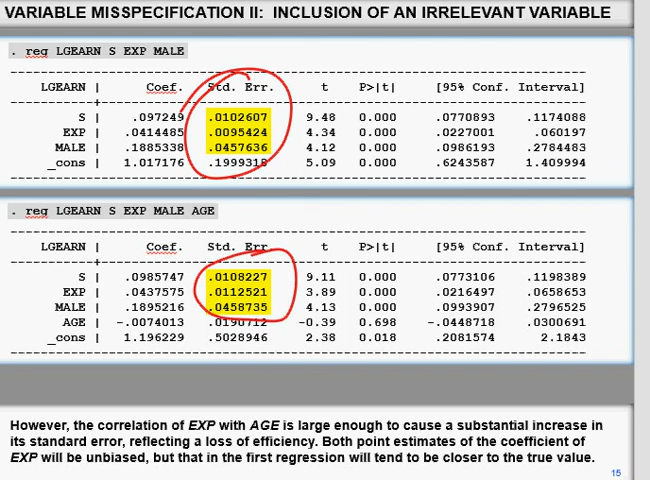 VARIABLE MISSPECIFICATION II: INCLUSION OF AN IRRELEVANT VARIABLE
. reg LGEARN S EXP MALE
LGEARN | Coef. Std. Err. t P>|t| [95% Conf. Interval]
S | .097249 .0102607 9.48 0.000 .0770893 .1174088
EXP | .0414485 .0095424 4.34 0.000 .0227001 .060197
MALE | .1885338 .0457636 4.12 0.000 .0986193 .2784483
_cons | 1.017176 .1999318 5.09 0.000 .6243587 1.409994
. reg LGEARN S EXP MALE AGE
LGEARN | Coef. Std. Err. t P>|t| [95% Conf. Interval]
S | .0985747 .0108227 9.11 0.000 .0773106 .1198389
EXP | .0437575 .0112521 3.89 0.000 .0216497 .0658653
MALE | .1895216 .0458735 4.13 0.000 .0993907 .2796525
AGE | -.0074013 .0190712 -0.39 0.698 -.0448718 .0300691
_cons | 1.196229 .5028946 2.38 0.018 .2081574 2.1843
However, the correlation of EXP with AGE is large enough to cause a substantial increase in
its standard error, reflecting a loss of efficiency. Both point estimates of the coefficient of
EXP will be unbiased, but that in the first regression will tend to be closer to the true value.
15